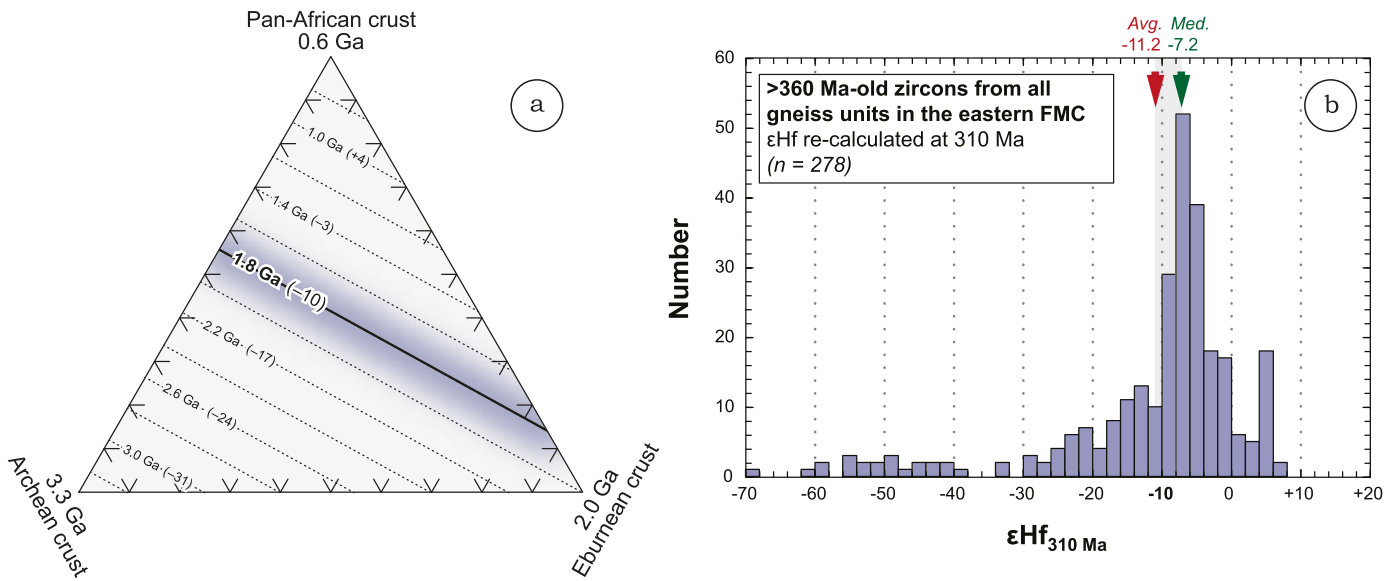 Pan-African crust
0.6 Ga
a
1.0 Ga (+4)
1.4 Ga (–3)
1.8 Ga (–10)
2.2 Ga (–17)
2.6 Ga (–24)
3.0 Ga (–31)
3.3 Ga
Archean crust
2.0 Ga
Eburnean crust
Avg. Med.
-11.2 -7.2
b
>360 Ma-old zircons from all
gneiss units in the eastern FMC
εHf re-calculated at 310 Ma
(n = 278)
Number
60
50
40
30
20
10
0
-70 -60 -50 -40 -30 -20 -10 0 +10 +20
εHf310 Ma